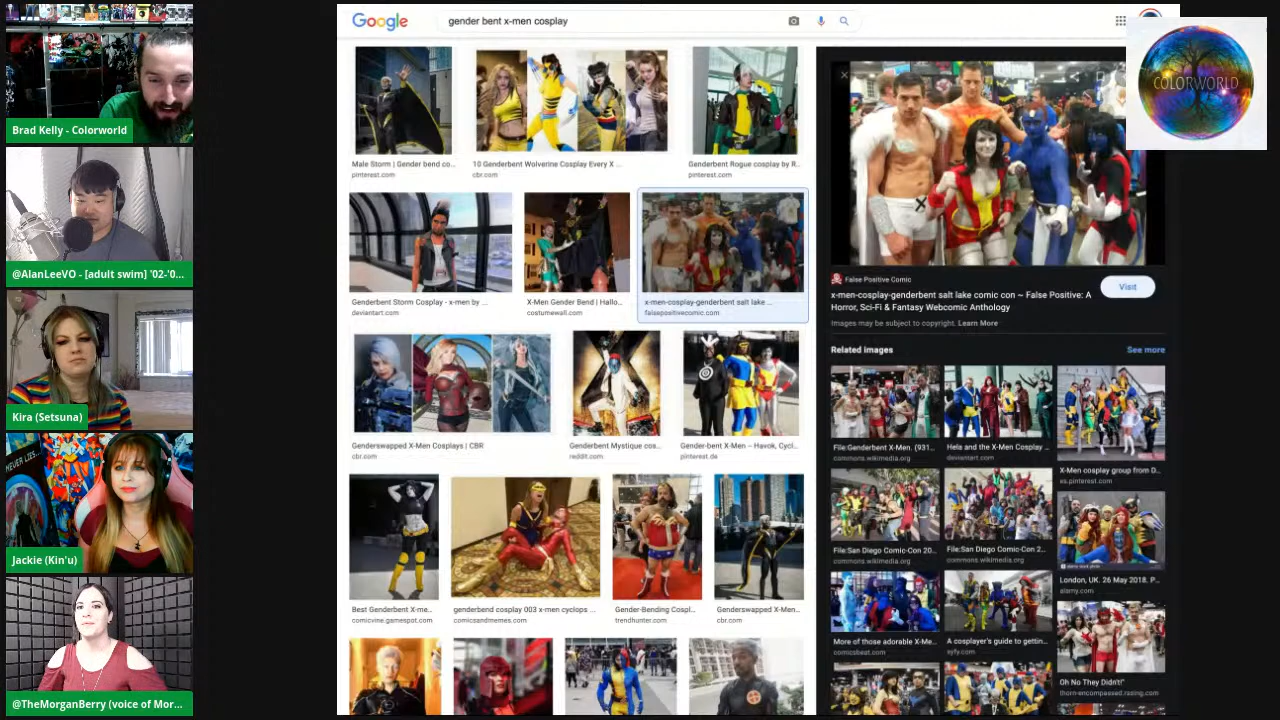 Brad Kelly - Colorworld
@AlanLeeVO - [adult swim] '02-'0...
NEVER LIES...
Kira (Setsuna)
Jackie (Kin'u)
@TheMorganBerry (voice of Mor...
Google
gender bent x-men cosplay
COLORWORLD
Male Storm | Gender bend co...
pinterest.com
10 Genderbent Wolverine Cosplay Every X ...
cbr.com
Genderbent Rogue cosplay by R...
pinterest.com
Genderbent Storm Cosplay - x-men by ...
deviantart.com
X-Men Gender Bend | Hallo...
costumewall.com
x-men-cosplay-genderbent salt lake ...
falsepositivecomic.com
Genderswapped X-Men Cosplays | CBR
cbr.com
Genderbent Mystique cos...
reddit.com
Gender-bent X-Men -- Havok, Cycl...
pinterest.de
Best Genderbent X-me...
comicvine.gamespot.com
genderbend cosplay 003 x-men cyclops ...
comicsandmemes.com
Gender-Bending Cospl...
trendhunter.com
Genderswapped X-Men...
cbr.com
False Positive Comic
x-men-cosplay-genderbent salt lake comic con ~ False Positive: A
Horror, Sci-Fi & Fantasy Webcomic Anthology
Visit
Images may be subject to copyright. Learn More
Related images
See more
File:Genderbent X-Men. (931...
commons.wikimedia.org
Hela and the X-Men Cosplay ...
deviantart.com
X-Men cosplay group from D...
es.pinterest.com
File:San Diego Comic-Con 20...
commons.wikimedia.org
File:San Diego Comic-Con 2...
commons.wikimedia.org
London, UK. 26 May 2018. P...
alamy.com
More of those adorable X-Me...
comicsbeat.com
A cosplayer's guide to gettin...
syfy.com
Oh No They Didn't!"
thorn-encompassed.razing.com